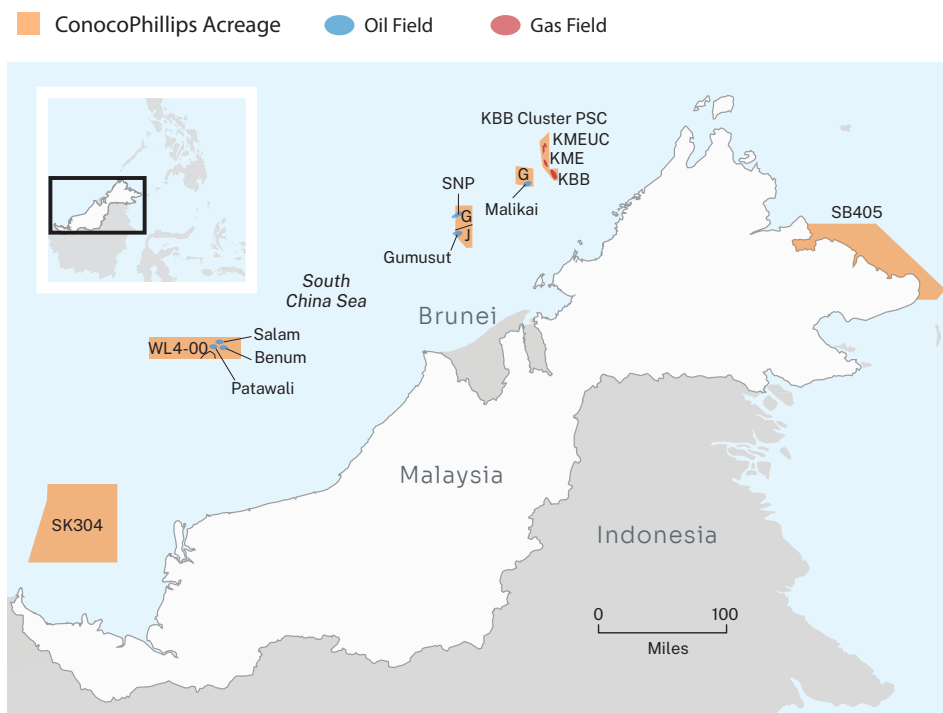 ConocoPhillips Acreage
Oil Field
Gas Field
KBB Cluster PSC
KMEUC
KME
KBB
G
Malikai
SNP
G
J
Gumusut
SB405
South
China Sea
Brunei
WL4-00
Salam
Benum
Patawali
Malaysia
SK304
Indonesia
0
100
Miles